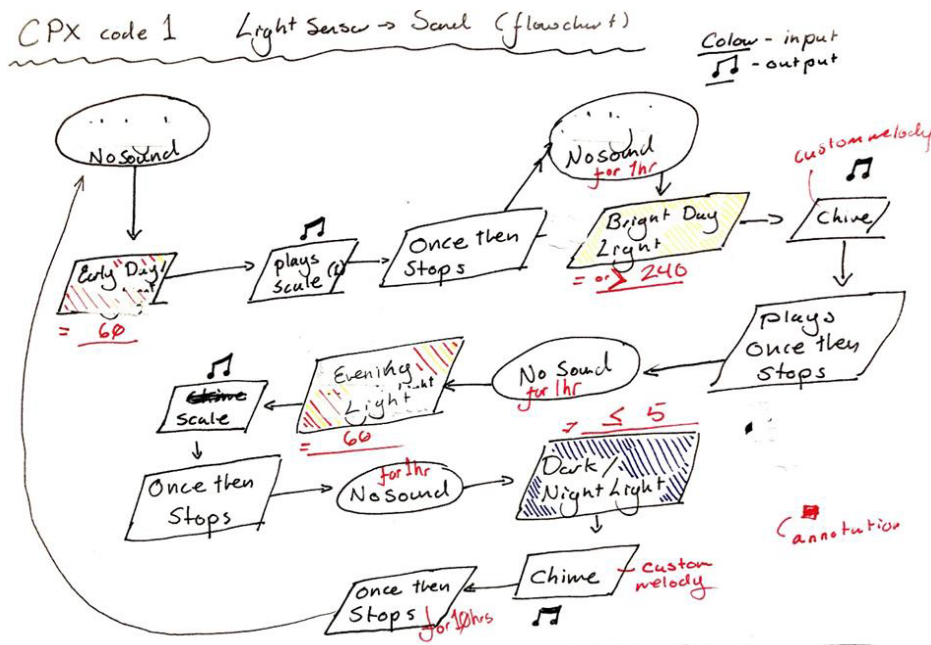 CPX code 1 Light Sensor → Sound (flowchart)
Colour - input
♫ - output
No sound
No sound
for 1hr
custom melody
Early Day
= 60
plays
scale
Once then
Stops
Bright Day
Light
= or > 240
Chime
plays
Once then
Stops
No Sound
for 1hr
Evening
Light
= 60
Chime
Scale
Once then
Stops
for 1hr
No Sound
→ ≤ 5
Dark /
Night Light
Chime
custom
melody
Once then
Stops
for 10hrs
annotation